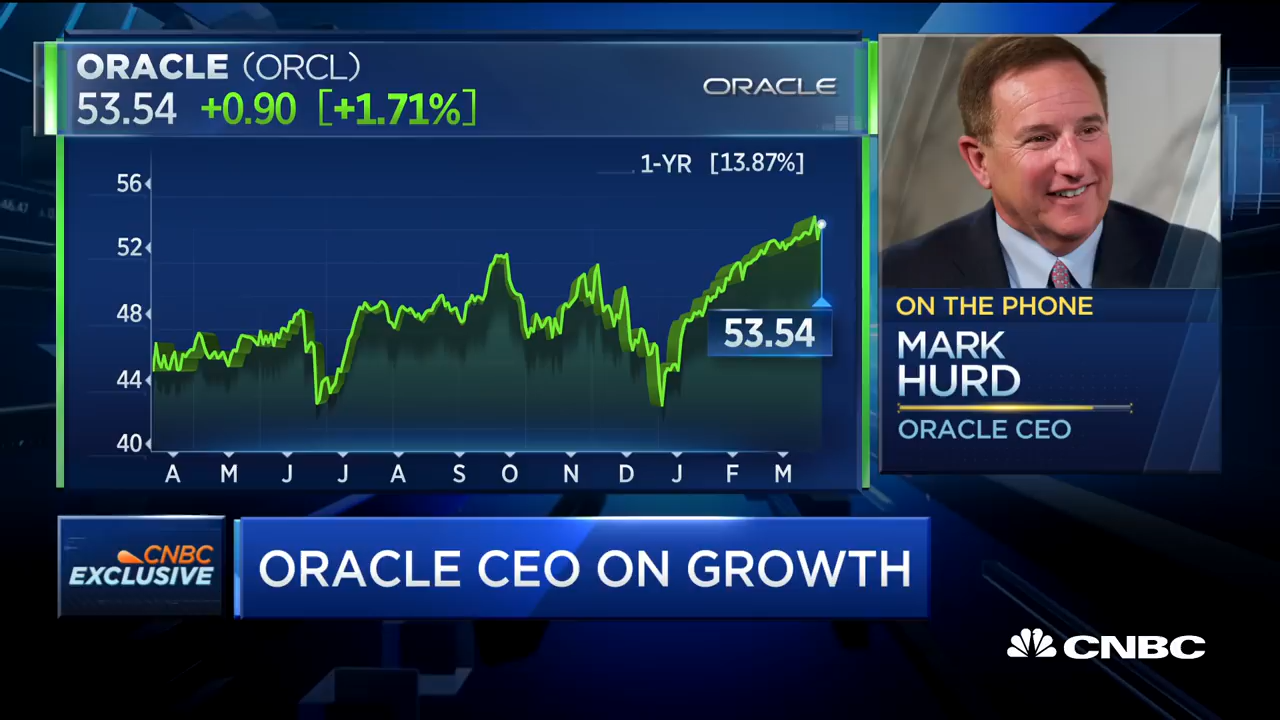 ORACLE (ORCL)
53.54 +0.90 [+1.71%]
ORACLE
1-YR [13.87%]
56
52
48
44
40
53.54
A M J J A S O N D J F M
ON THE PHONE
MARK
HURD
ORACLE CEO
CNBC
EXCLUSIVE
ORACLE CEO ON GROWTH
CNBC